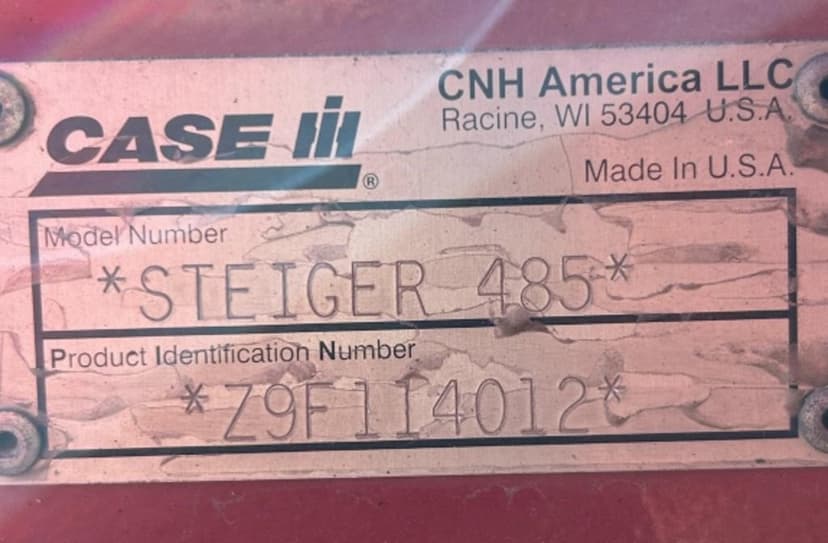 CASE IH®
CNH America LLC
Racine, WI 53404 U.S.A.
Made In U.S.A.
Model Number
*STEIGER 485*
Product Identification Number
*Z9F114012*